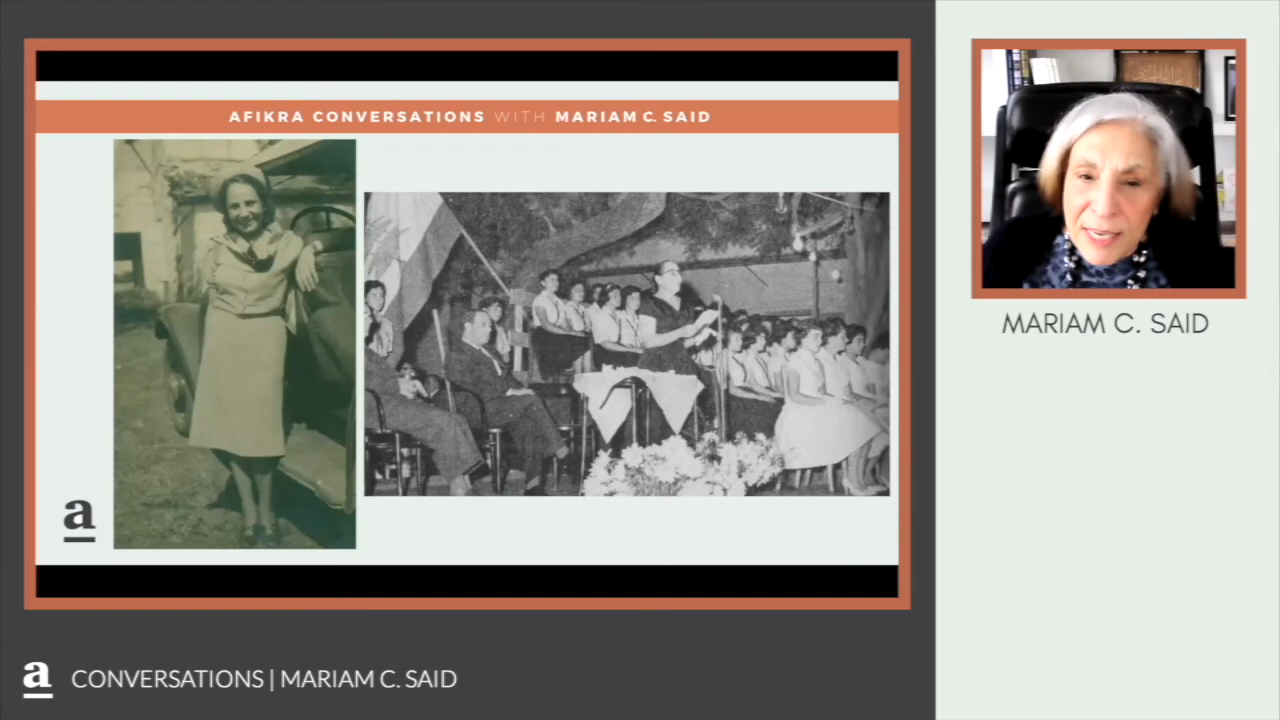 AFIKRA CONVERSATIONS WITH MARIAM C. SAID
a
MARIAM C. SAID
a CONVERSATIONS | MARIAM C. SAID